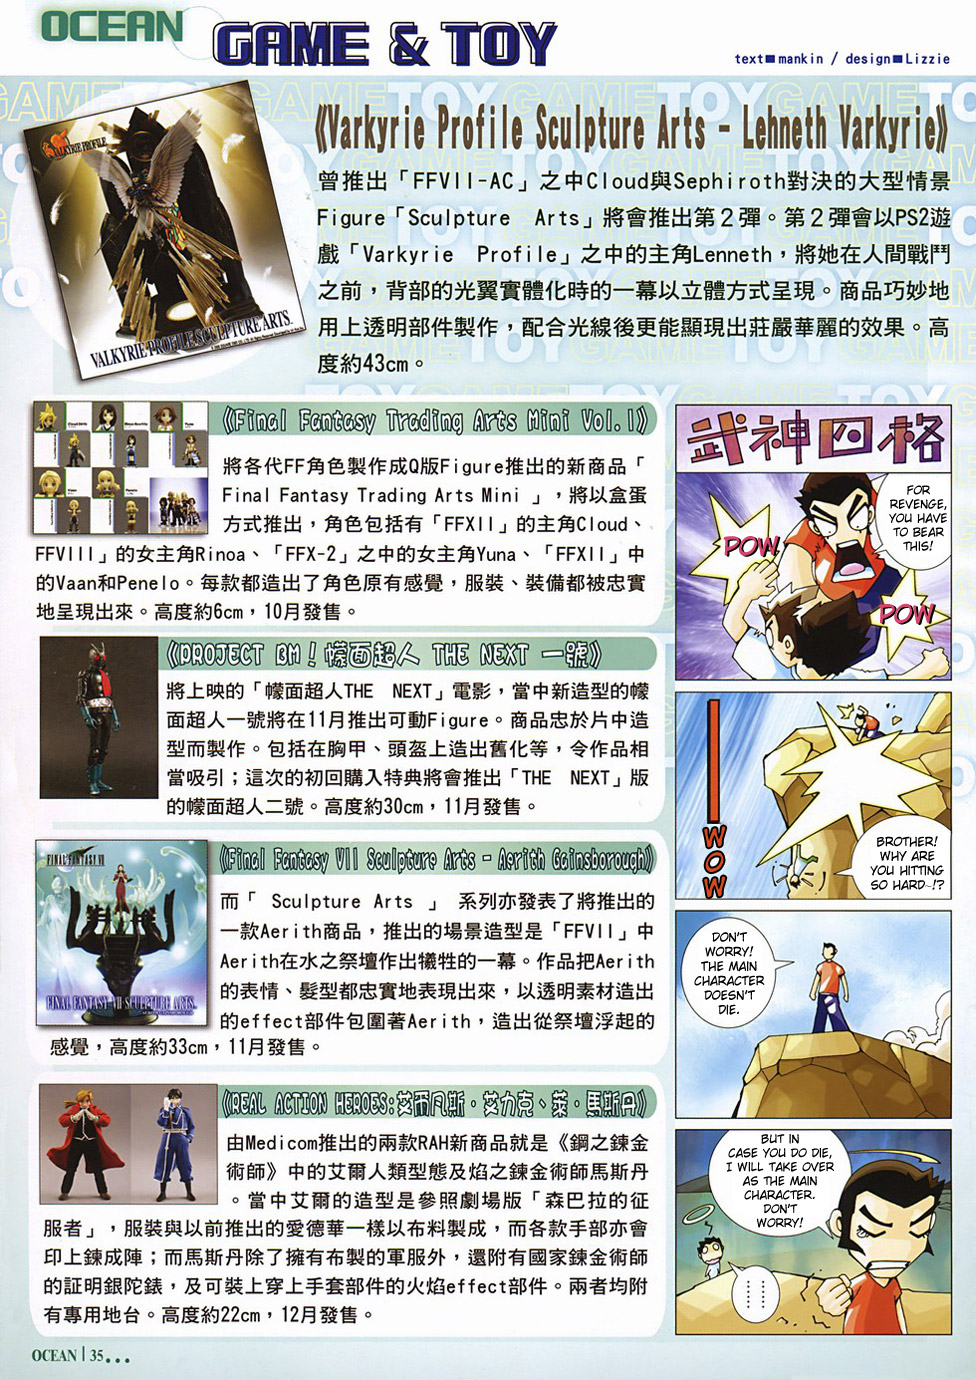 OCEAN
GAME & TOY
text■mankin / design■Lizzie
《Varkyrie Profile Sculpture Arts – Lehneth Varkyrie》
曾推出「FFVII-AC」之中Cloud與Sephiroth對決的大型情景
Figure「Sculpture Arts」將會推出第２彈。第２彈會以PS2遊
戲「Varkyrie Profile」之中的主角Lenneth，將她在人間戰鬥
之前，背部的光翼實體化時的一幕以立體方式呈現。商品巧妙地
用上透明部件製作，配合光線後更能顯現出莊嚴華麗的效果。高
度約43cm。
VALKYRIE PROFILE
VALKYRIE PROFILE SCULPTURE ARTS.
《Final Fantasy Trading Arts Mini Vol.1》
將各代FF角色製作成Q版Figure推出的新商品「
Final Fantasy Trading Arts Mini 」，將以盒蛋
方式推出，角色包括有「FFXII」的主角Cloud、
FFVIII」的女主角Rinoa、「FFX-2」之中的女主角Yuna、「FFXII」中
的Vaan和Penelo。每款都造出了角色原有感覺，服裝、裝備都被忠實
地呈現出來。高度約6cm，10月發售。
《PROJECT BM！幪面超人 THE NEXT 一號》
將上映的「幪面超人THE NEXT」電影，當中新造型的幪
面超人一號將在11月推出可動Figure。商品忠於片中造
型而製作。包括在胸甲、頭盔上造出舊化等，令作品相
當吸引；這次的初回購入特典將會推出「THE NEXT」版
的幪面超人二號。高度約30cm，11月發售。
《Final Fantasy VII Sculpture Arts – Aerith Gainsborough》
FINAL FANTASY VII
而「 Sculpture Arts 」 系列亦發表了將推出的
一款Aerith商品，推出的場景造型是「FFVII」中
Aerith在水之祭壇作出犧牲的一幕。作品把Aerith
的表情、髮型都忠實地表現出來，以透明素材造出
的effect部件包圍著Aerith，造出從祭壇浮起的
感覺，高度約33cm，11月發售。
FINAL FANTASY VII SCULPTURE ARTS.
《REAL ACTION HEROES:艾爾凡斯・艾力克、萊・馬斯丹》
由Medicom推出的兩款RAH新商品就是《鋼之鍊金
術師》中的艾爾人類型態及焰之鍊金術師馬斯丹
。當中艾爾的造型是參照劇場版「森巴拉的征
服者」，服裝與以前推出的愛德華一樣以布料製成，而各款手部亦會
印上鍊成陣；而馬斯丹除了擁有布製的軍服外，還附有國家鍊金術師
的証明銀陀錶，及可裝上穿上手套部件的火焰effect部件。兩者均附
有專用地台。高度約22cm，12月發售。
武神四格
FOR
REVENGE,
YOU HAVE
TO BEAR
THIS!
POW
POW
WOW
BROTHER!
WHY ARE
YOU HITTING
SO HARD~!?
DON'T
WORRY!
THE MAIN
CHARACTER
DOESN'T
DIE.
BUT IN
CASE YOU DO DIE,
I WILL TAKE OVER
AS THE MAIN
CHARACTER.
DON'T
WORRY!
......
OCEAN | 35...